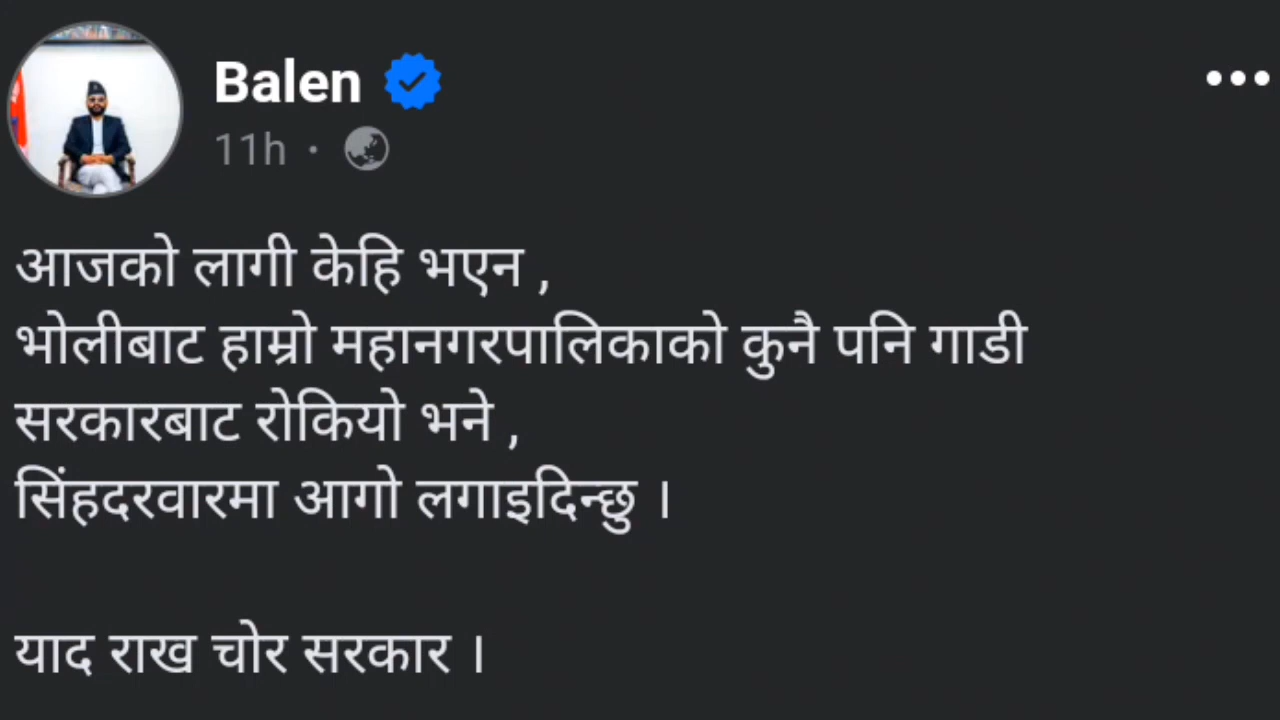 Balen
11h ·
आजको लागी केहि भएन ,
भोलीबाट हाम्रो महानगरपालिकाको कुनै पनि गाडी
सरकारबाट रोकियो भने ,
सिंहदरवारमा आगो लगाइदिन्छु ।
याद राख चोर सरकार ।